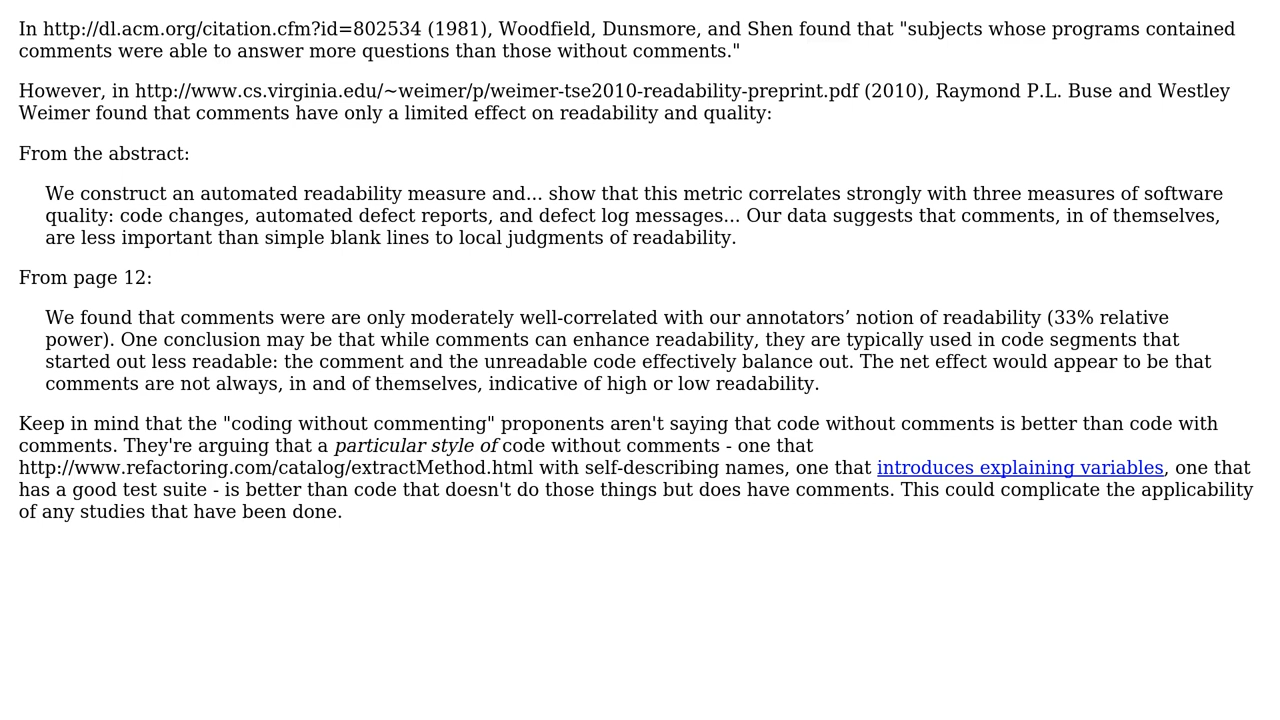 In http://dl.acm.org/citation.cfm?id=802534 (1981), Woodfield, Dunsmore, and Shen found that "subjects whose programs contained
comments were able to answer more questions than those without comments."
However, in http://www.cs.virginia.edu/~weimer/p/weimer-tse2010-readability-preprint.pdf (2010), Raymond P.L. Buse and Westley
Weimer found that comments have only a limited effect on readability and quality:
From the abstract:
We construct an automated readability measure and... show that this metric correlates strongly with three measures of software
quality: code changes, automated defect reports, and defect log messages... Our data suggests that comments, in of themselves,
are less important than simple blank lines to local judgments of readability.
From page 12:
We found that comments were are only moderately well-correlated with our annotators’ notion of readability (33% relative
power). One conclusion may be that while comments can enhance readability, they are typically used in code segments that
started out less readable: the comment and the unreadable code effectively balance out. The net effect would appear to be that
comments are not always, in and of themselves, indicative of high or low readability.
Keep in mind that the "coding without commenting" proponents aren't saying that code without comments is better than code with
comments. They're arguing that a particular style of code without comments - one that
http://www.refactoring.com/catalog/extractMethod.html with self-describing names, one that introduces explaining variables, one that
has a good test suite - is better than code that doesn't do those things but does have comments. This could complicate the applicability
of any studies that have been done.